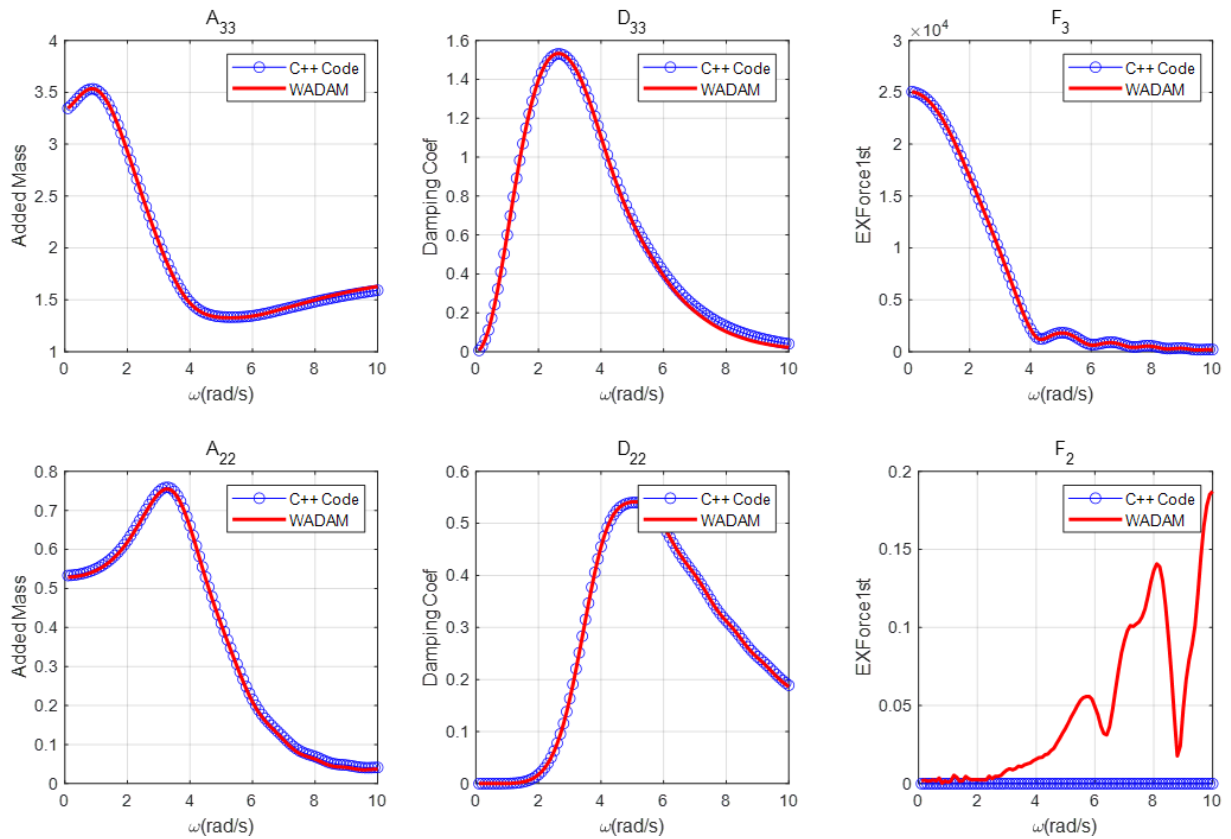 A33
3.5
3
2.5
2
1.5
1
4
Added Mass
C++ Code
WADAM
0 2 4 6 8 10
ω(rad/s)
D33
1.6
1.4
1.2
1
0.8
0.6
0.4
0.2
0
Damping Coef
C++ Code
WADAM
0 2 4 6 8 10
ω(rad/s)
F3
×10^4
3
2.5
2
1.5
1
0.5
0
EXForce1st
C++ Code
WADAM
0 2 4 6 8 10
ω(rad/s)
A22
0.8
0.7
0.6
0.5
0.4
0.3
0.2
0.1
0
Added Mass
C++ Code
WADAM
0 2 4 6 8 10
ω(rad/s)
D22
0.6
0.5
0.4
0.3
0.2
0.1
0
Damping Coef
C++ Code
WADAM
0 2 4 6 8 10
ω(rad/s)
F2
0.2
0.15
0.1
0.05
0
EXForce1st
C++ Code
WADAM
0 2 4 6 8 10
ω(rad/s)